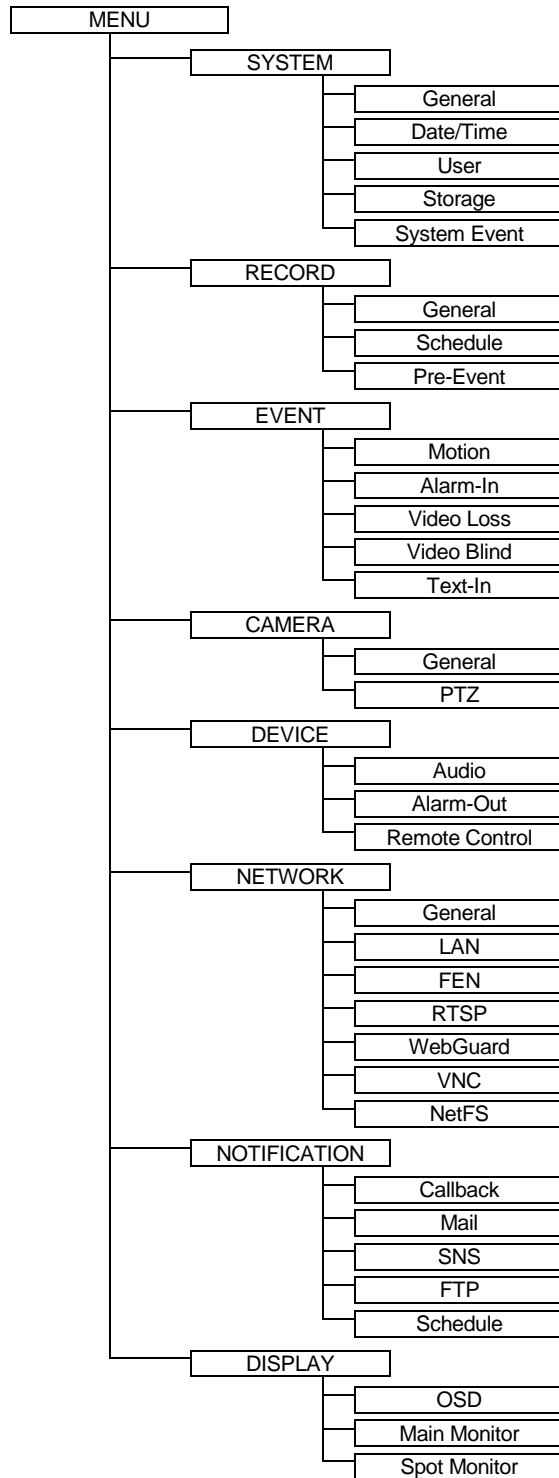 MENU
SYSTEM
General
Date/Time
User
Storage
System Event
RECORD
General
Schedule
Pre-Event
EVENT
Motion
Alarm-In
Video Loss
Video Blind
Text-In
CAMERA
General
PTZ
DEVICE
Audio
Alarm-Out
Remote Control
NETWORK
General
LAN
FEN
RTSP
WebGuard
VNC
NetFS
NOTIFICATION
Callback
Mail
SNS
FTP
Schedule
DISPLAY
OSD
Main Monitor
Spot Monitor